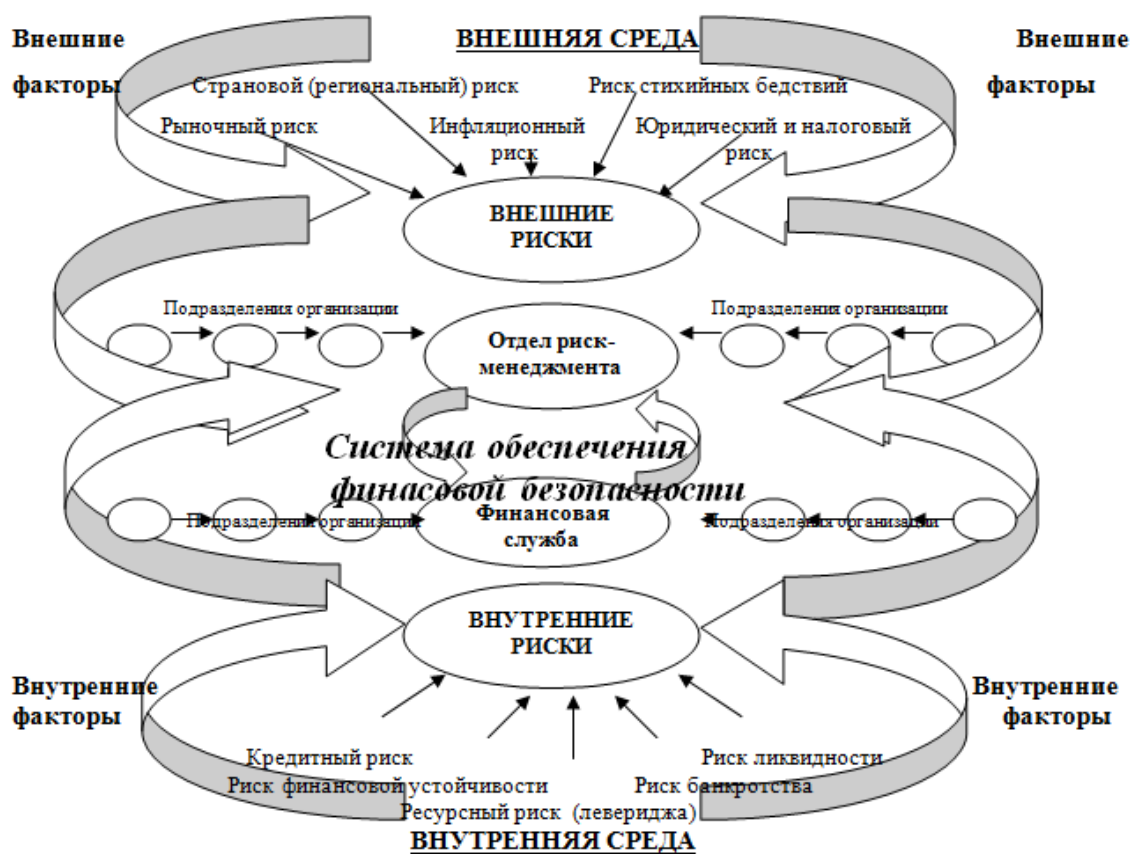 Внешние
факторы
ВНЕШНЯЯ СРЕДА
Внешние
факторы
Страновой (региональный) риск
Риск стихийных бедствий
Рыночный риск
Инфляционный
риск
Юридический и налоговый
риск
ВНЕШНИЕ
РИСКИ
Подразделения организации
Подразделения организации
Отдел риск-
менеджмента
Система обеспечения
финасовой безопасности
Подразделения организации
Подразделения организации
Финансовая
служба
ВНУТРЕННИЕ
РИСКИ
Внутренние
факторы
Внутренние
факторы
Кредитный риск
Риск ликвидности
Риск финансовой устойчивости
Риск банкротства
Ресурсный риск (левериджа)
ВНУТРЕННЯЯ СРЕДА